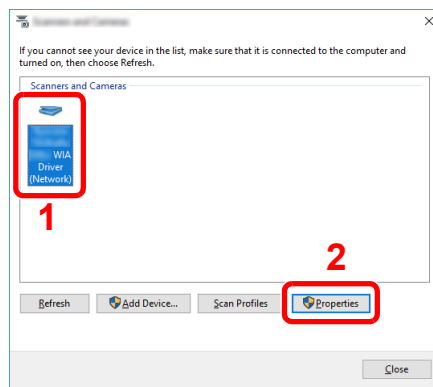 If you cannot see your device in the list, make sure that it is connected to the computer and
turned on, then choose Refresh.
Scanners and Cameras
WIA
Driver
(Network)
1
2
Refresh
Add Device...
Scan Profiles
Properties
Close